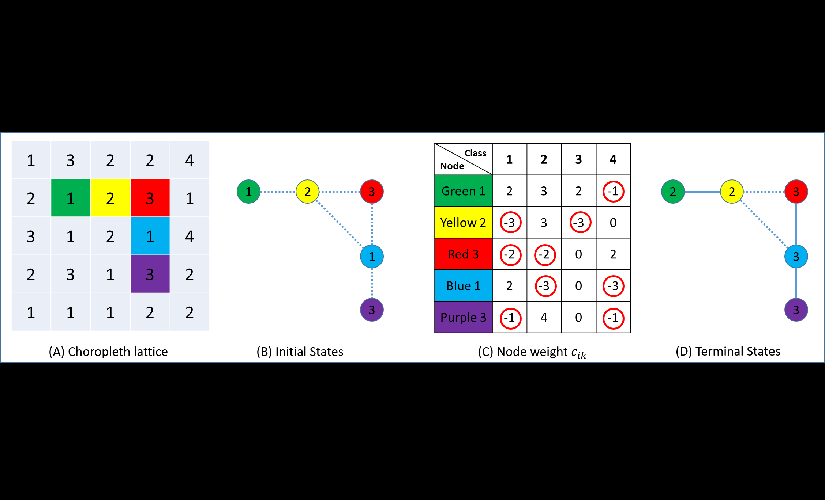 1 3 2 2 4
2 1 2 3 1
3 1 2 1 4
2 3 1 3 2
1 1 1 2 2
(A) Choropleth lattice
1 2 3
1
3
(B) Initial States
Class
Node
1 2 3 4
Green 1 2 3 2 -1
Yellow 2 -3 3 -3 0
Red 3 -2 -2 0 2
Blue 1 2 -3 0 -3
Purple 3 -1 4 0 -1
(C) Node weight c_ik
2 2 3
3
3
(D) Terminal States